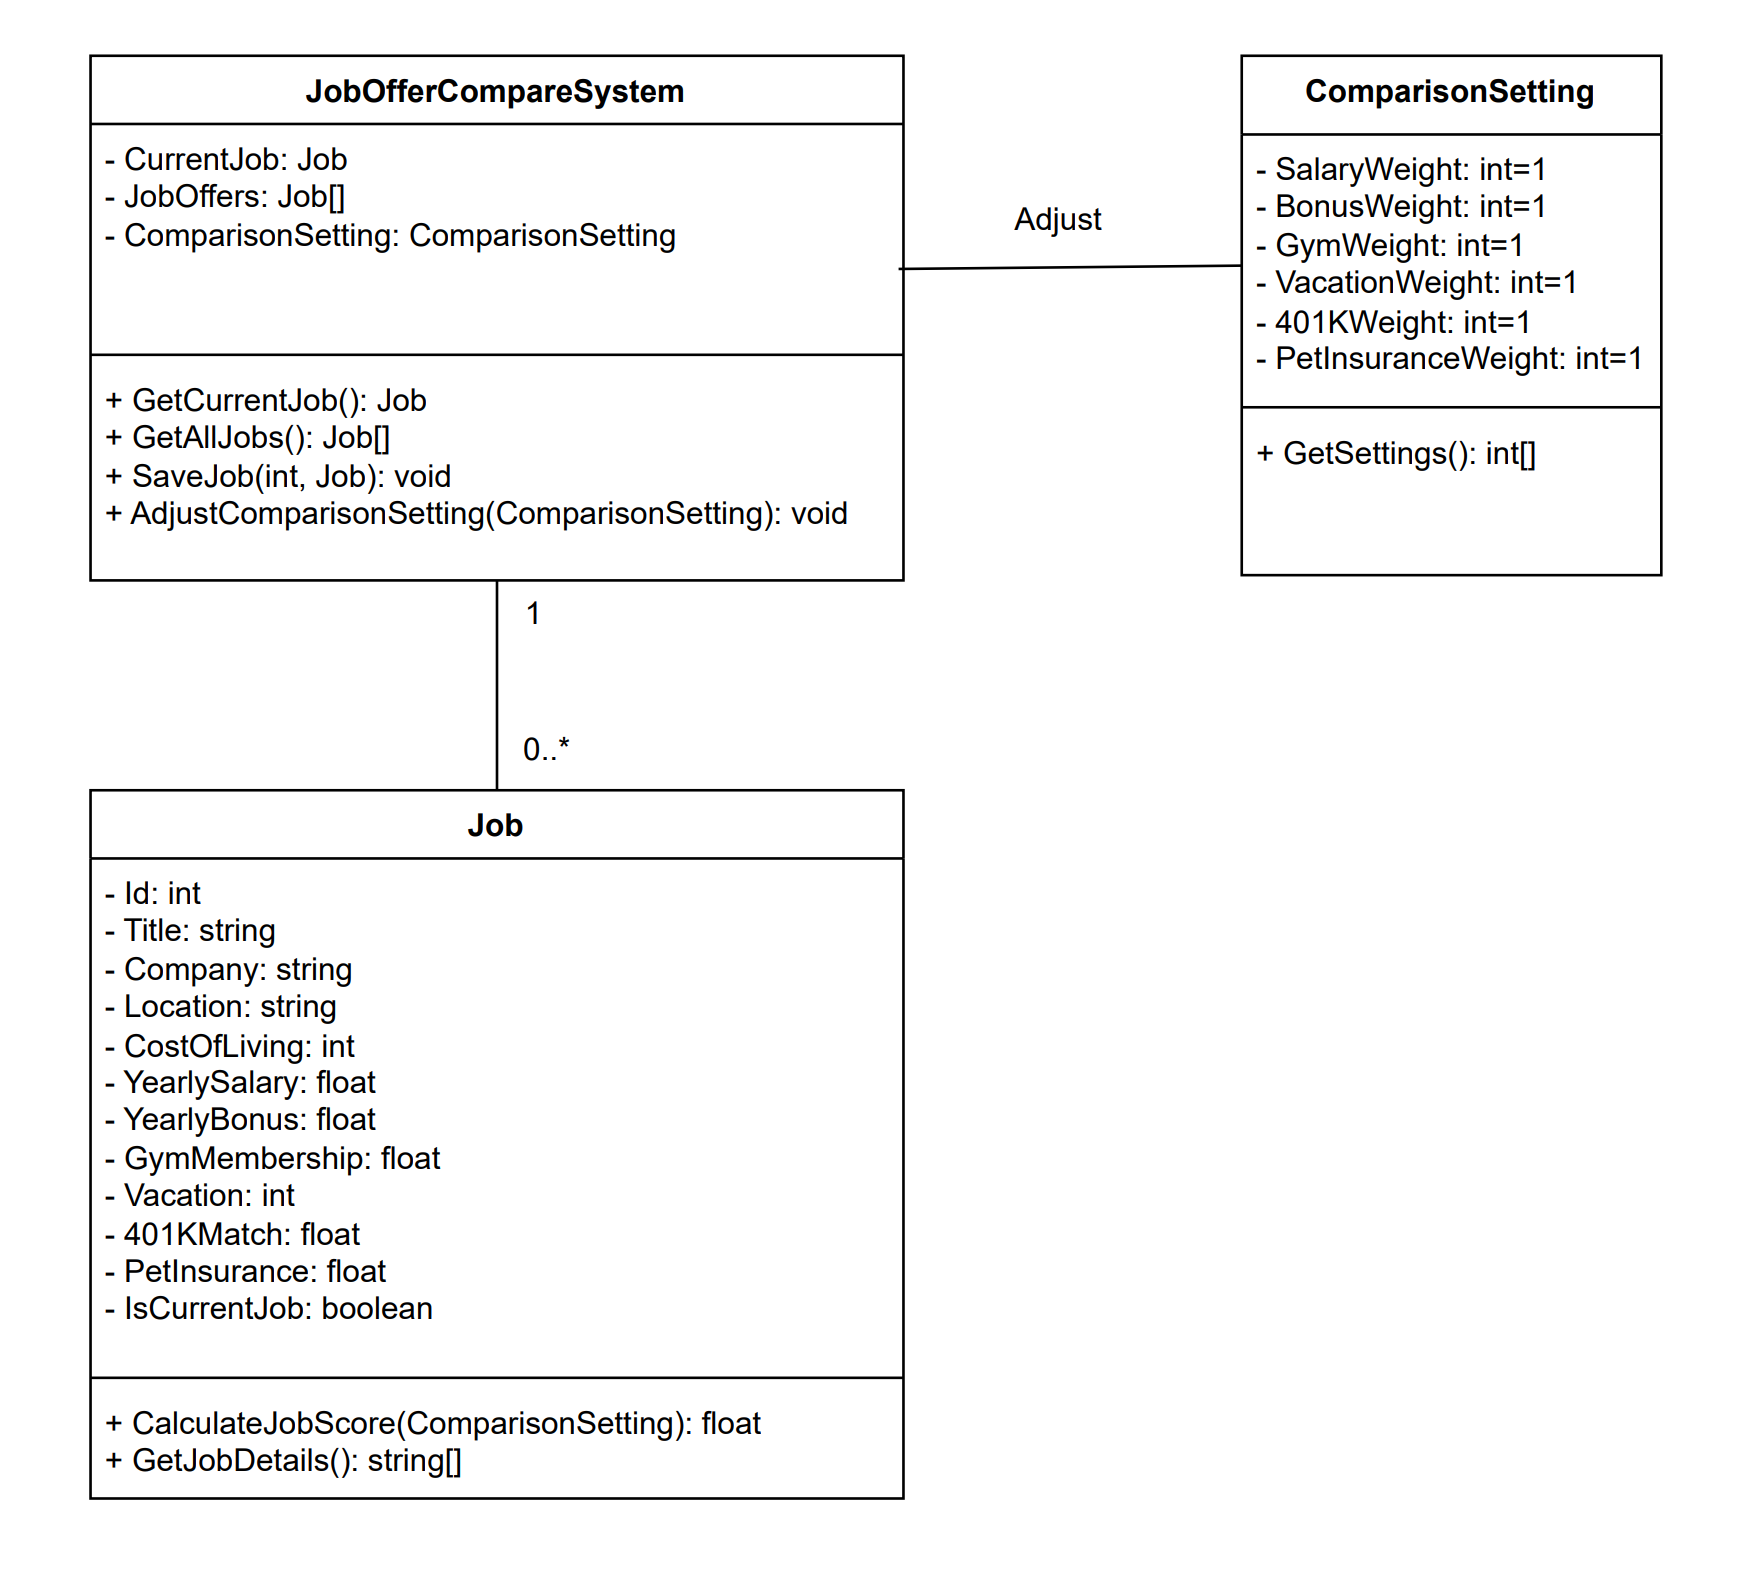 JobOfferCompareSystem
- CurrentJob: Job
- JobOffers: Job[]
- ComparisonSetting: ComparisonSetting
+ GetCurrentJob(): Job
+ GetAllJobs(): Job[]
+ SaveJob(int, Job): void
+ AdjustComparisonSetting(ComparisonSetting): void
Adjust
ComparisonSetting
- SalaryWeight: int=1
- BonusWeight: int=1
- GymWeight: int=1
- VacationWeight: int=1
- 401KWeight: int=1
- PetInsuranceWeight: int=1
+ GetSettings(): int[]
1
0..*
Job
- Id: int
- Title: string
- Company: string
- Location: string
- CostOfLiving: int
- YearlySalary: float
- YearlyBonus: float
- GymMembership: float
- Vacation: int
- 401KMatch: float
- PetInsurance: float
- IsCurrentJob: boolean
+ CalculateJobScore(ComparisonSetting): float
+ GetJobDetails(): string[]